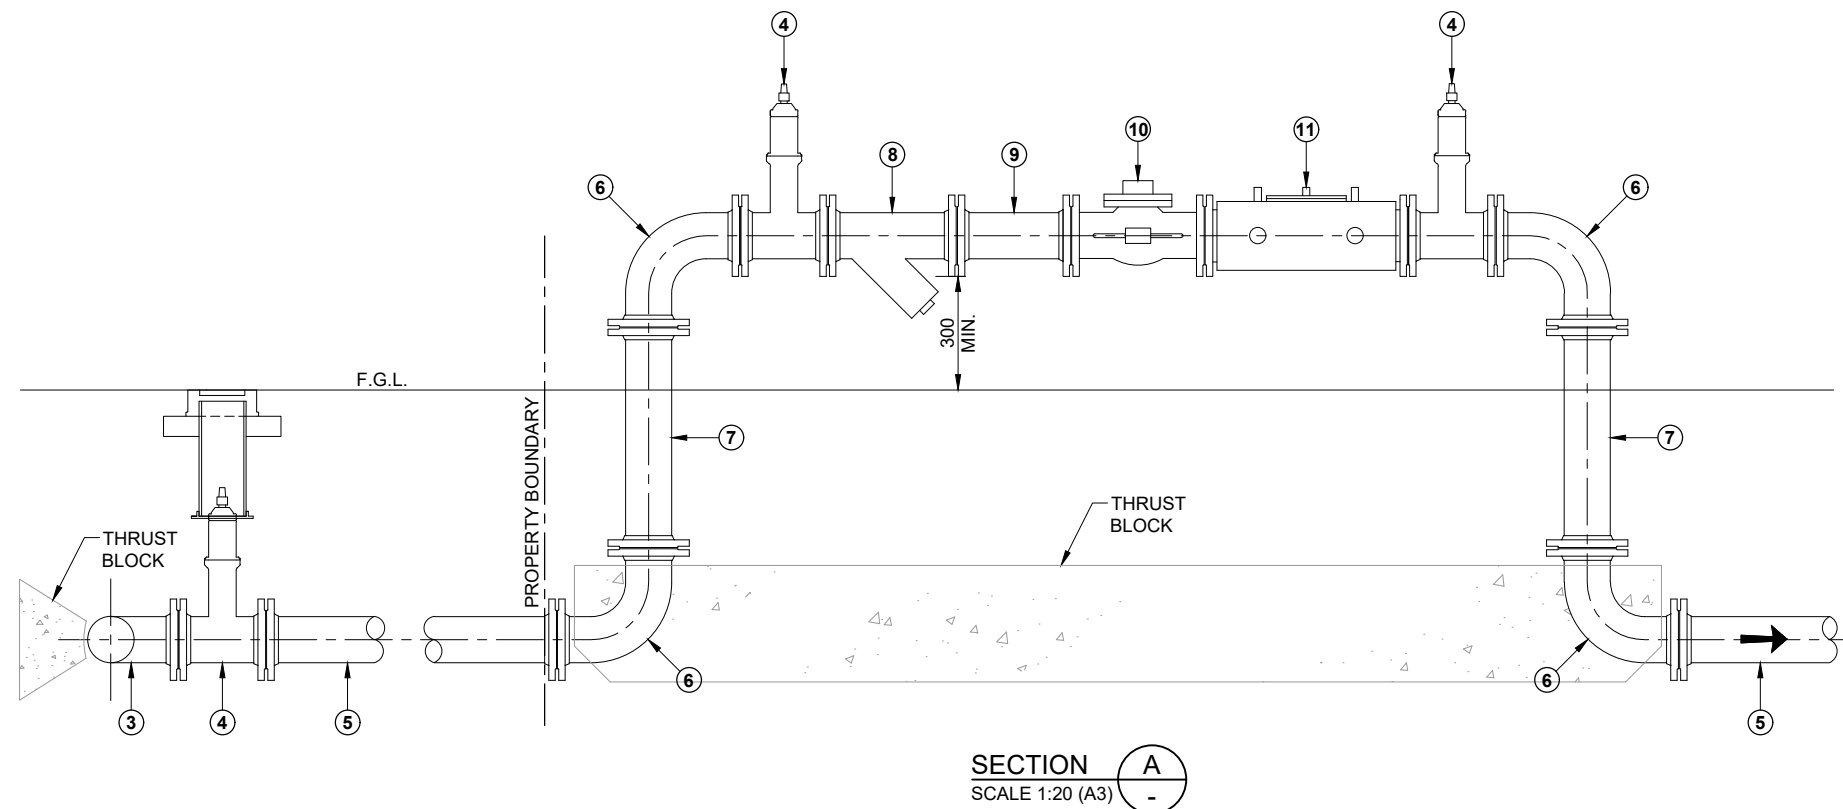 4
4
10
11
8
9
6
6
300
MIN.
F.G.L.
PROPERTY BOUNDARY
7
7
THRUST
BLOCK
THRUST
BLOCK
6
6
3
4
5
5
SECTION
A
SCALE 1:20 (A3)
-